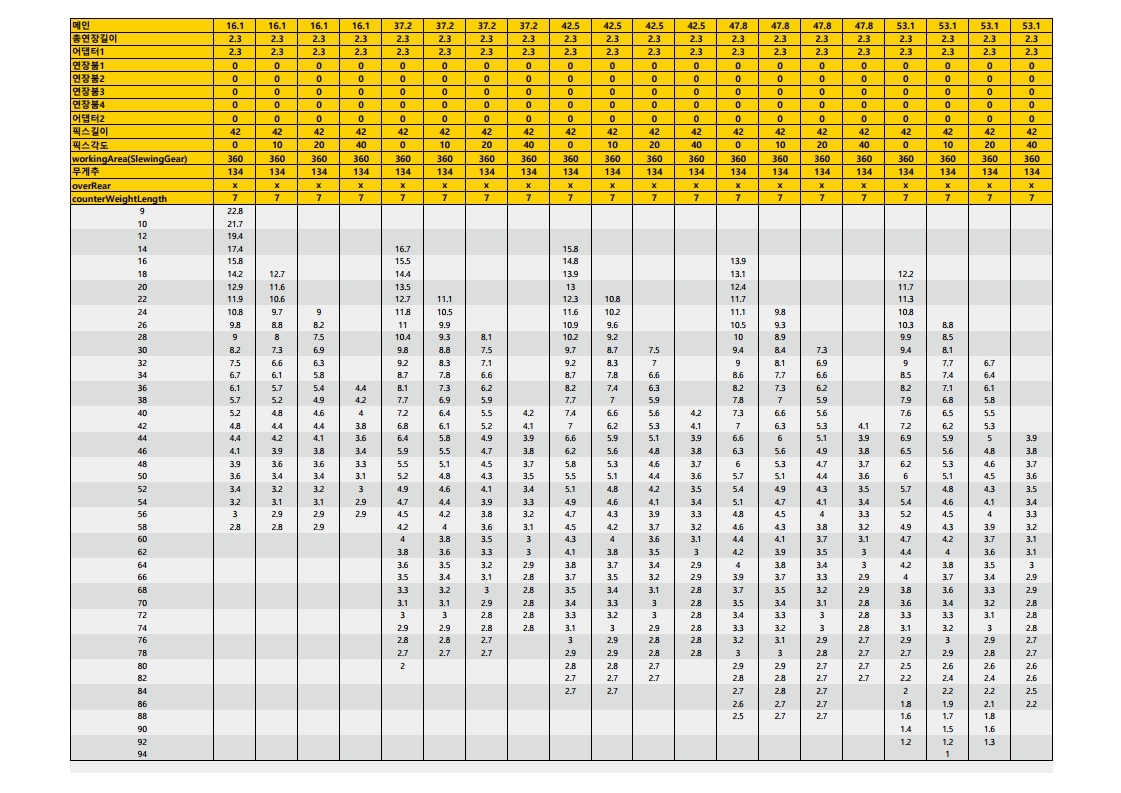 메인 16.1 16.1 16.1 16.1 37.2 37.2 37.2 37.2 42.5 42.5 42.5 42.5 47.8 47.8 47.8 47.8 53.1 53.1 53.1 53.1
총연장길이 2.3 2.3 2.3 2.3 2.3 2.3 2.3 2.3 2.3 2.3 2.3 2.3 2.3 2.3 2.3 2.3 2.3 2.3 2.3 2.3
어댑터1 2.3 2.3 2.3 2.3 2.3 2.3 2.3 2.3 2.3 2.3 2.3 2.3 2.3 2.3 2.3 2.3 2.3 2.3 2.3 2.3
연장붐1 0 0 0 0 0 0 0 0 0 0 0 0 0 0 0 0 0 0 0 0
연장붐2 0 0 0 0 0 0 0 0 0 0 0 0 0 0 0 0 0 0 0 0
연장붐3 0 0 0 0 0 0 0 0 0 0 0 0 0 0 0 0 0 0 0 0
연장붐4 0 0 0 0 0 0 0 0 0 0 0 0 0 0 0 0 0 0 0 0
어댑터2 0 0 0 0 0 0 0 0 0 0 0 0 0 0 0 0 0 0 0 0
픽스길이 42 42 42 42 42 42 42 42 42 42 42 42 42 42 42 42 42 42 42 42
픽스각도 0 10 20 40 0 10 20 40 0 10 20 40 0 10 20 40 0 10 20 40
workingArea(SlewingGear) 360 360 360 360 360 360 360 360 360 360 360 360 360 360 360 360 360 360 360 360
무게추 134 134 134 134 134 134 134 134 134 134 134 134 134 134 134 134 134 134 134 134
overRear x x x x x x x x x x x x x x x x x x x x
counterWeightLength 7 7 7 7 7 7 7 7 7 7 7 7 7 7 7 7 7 7 7 7
9 22.8
10 21.7
12 19.4
14 17.4 16.7 15.8
16 15.8 15.5 14.8 13.9
18 14.2 12.7 14.4 13.9 13.1 12.2
20 12.9 11.6 13.5 13 12.4 11.7
22 11.9 10.6 12.7 11.1 12.3 10.8 11.7 11.3
24 10.8 9.7 9 11.8 10.5 11.6 10.2 11.1 9.8 10.8
26 9.8 8.8 8.2 11 9.9 10.9 9.6 10.5 9.3 10.3 8.8
28 9 8 7.5 10.4 9.3 8.1 10.2 9.2 10 8.9 9.9 8.5
30 8.2 7.3 6.9 9.8 8.8 7.5 9.7 8.7 7.5 9.4 8.4 7.3 9.4 8.1
32 7.5 6.6 6.3 9.2 8.3 7.1 9.2 8.3 7 9 8.1 6.9 9 7.7 6.7
34 6.7 6.1 5.8 8.7 7.8 6.6 8.7 7.8 6.6 8.6 7.7 6.6 8.5 7.4 6.4
36 6.1 5.7 5.4 4.4 8.1 7.3 6.2 8.2 7.4 6.3 8.2 7.3 6.2 8.2 7.1 6.1
38 5.7 5.2 4.9 4.2 7.7 6.9 5.9 7.7 7 5.9 7.8 7 5.9 7.9 6.8 5.8
40 5.2 4.8 4.6 4 7.2 6.4 5.5 4.2 7.4 6.6 5.6 4.2 7.3 6.6 5.6 7.6 6.5 5.5
42 4.8 4.4 4.4 3.8 6.8 6.1 5.2 4.1 7 6.2 5.3 4.1 7 6.3 5.3 4.1 7.2 6.2 5.3
44 4.4 4.2 4.1 3.6 6.4 5.8 4.9 3.9 6.6 5.9 5.1 3.9 6.6 6 5.1 3.9 6.9 5.9 5 3.9
46 4.1 3.9 3.8 3.4 5.9 5.5 4.7 3.8 6.2 5.6 4.8 3.8 6.3 5.6 4.9 3.8 6.5 5.6 4.8 3.8
48 3.9 3.6 3.6 3.3 5.5 5.1 4.5 3.7 5.8 5.3 4.6 3.7 6 5.3 4.7 3.7 6.2 5.3 4.6 3.7
50 3.6 3.4 3.4 3.1 5.2 4.8 4.3 3.5 5.5 5.1 4.4 3.6 5.7 5.1 4.4 3.6 6 5.1 4.5 3.6
52 3.4 3.2 3.2 3 4.9 4.6 4.1 3.4 5.1 4.8 4.2 3.5 5.4 4.9 4.3 3.5 5.7 4.8 4.3 3.5
54 3.2 3.1 3.1 2.9 4.7 4.4 3.9 3.3 4.9 4.6 4.1 3.4 5.1 4.7 4.1 3.4 5.4 4.6 4.1 3.4
56 3 2.9 2.9 2.9 4.5 4.2 3.8 3.2 4.7 4.3 3.9 3.3 4.8 4.5 4 3.3 5.2 4.5 4 3.3
58 2.8 2.8 2.9 4.2 4 3.6 3.1 4.5 4.2 3.7 3.2 4.6 4.3 3.8 3.2 4.9 4.3 3.9 3.2
60 4 3.8 3.5 3 4.3 4 3.6 3.1 4.4 4.1 3.7 3.1 4.7 4.2 3.7 3.1
62 3.8 3.6 3.3 3 4.1 3.8 3.5 3 4.2 3.9 3.5 3 4.4 4 3.6 3.1
64 3.6 3.5 3.2 2.9 3.8 3.7 3.4 2.9 4 3.8 3.4 3 4.2 3.8 3.5 3
66 3.5 3.4 3.1 2.8 3.7 3.5 3.2 2.9 3.9 3.7 3.3 2.9 4 3.7 3.4 2.9
68 3.3 3.2 3 2.8 3.5 3.4 3.1 2.8 3.7 3.5 3.2 2.9 3.8 3.6 3.3 2.9
70 3.1 3.1 2.9 2.8 3.4 3.3 3 2.8 3.5 3.4 3.1 2.8 3.6 3.4 3.2 2.8
72 3 3 2.8 2.8 3.3 3.2 3 2.8 3.4 3.3 3 2.8 3.3 3.3 3.1 2.8
74 2.9 2.9 2.8 2.8 3.1 3 2.9 2.8 3.3 3.2 3 2.8 3.1 3.2 3 2.8
76 2.8 2.8 2.7 3 2.9 2.8 2.8 3.2 3.1 2.9 2.7 2.9 3 2.9 2.7
78 2.7 2.7 2.7 2.9 2.9 2.8 2.8 3 3 2.8 2.7 2.7 2.9 2.8 2.7
80 2 2.8 2.8 2.7 2.9 2.9 2.7 2.7 2.5 2.6 2.6 2.6
82 2.7 2.7 2.7 2.8 2.8 2.7 2.7 2.2 2.4 2.4 2.6
84 2.7 2.7 2.7 2.8 2.7 2 2.2 2.2 2.5
86 2.6 2.7 2.7 1.8 1.9 2.1 2.2
88 2.5 2.7 2.7 1.6 1.7 1.8
90 1.4 1.5 1.6
92 1.2 1.2 1.3
94 1